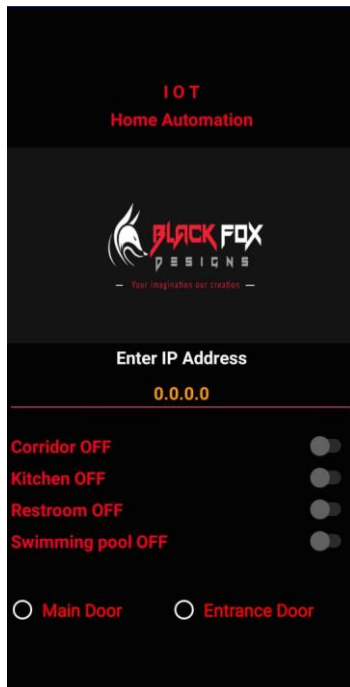 I O T
Home Automation
BLACK FOX
DESIGNS
Your imagination our creation
Enter IP Address
0.0.0.0
Corridor OFF
Kitchen OFF
Restroom OFF
Swimming pool OFF
Main Door Entrance Door